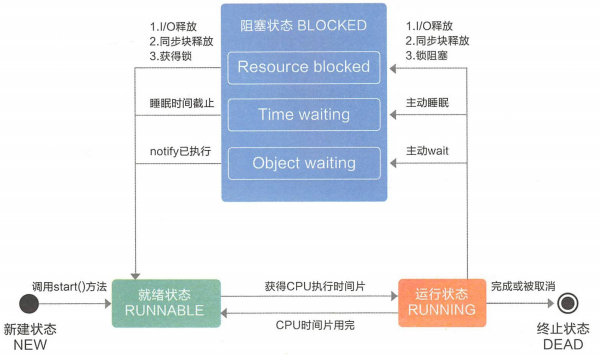 阻塞状态 BLOCKED
1.I/O释放
2.同步块释放
3.获得锁
1.I/O释放
2.同步块释放
3.锁阻塞
Resource blocked
睡眠时间截止
Time waiting
主动睡眠
notify已执行
Object waiting
主动wait
调用start()方法
就绪状态
RUNNABLE
获得CPU执行时间片
CPU时间片用完
运行状态
RUNNING
完成或被取消
新建状态
NEW
终止状态
DEAD